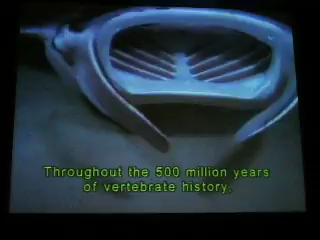 Throughout the 500 million years
of vertebrate history,